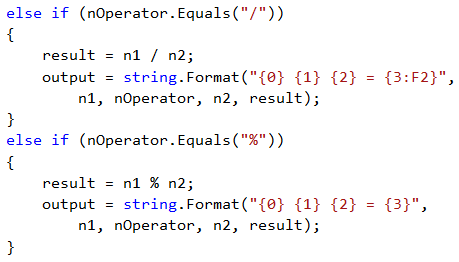 else if (nOperator.Equals("/"))
{
    result = n1 / n2;
    output = string.Format("{0} {1} {2} = {3:F2}",
        n1, nOperator, n2, result);
}
else if (nOperator.Equals("%"))
{
    result = n1 % n2;
    output = string.Format("{0} {1} {2} = {3}",
        n1, nOperator, n2, result);
}